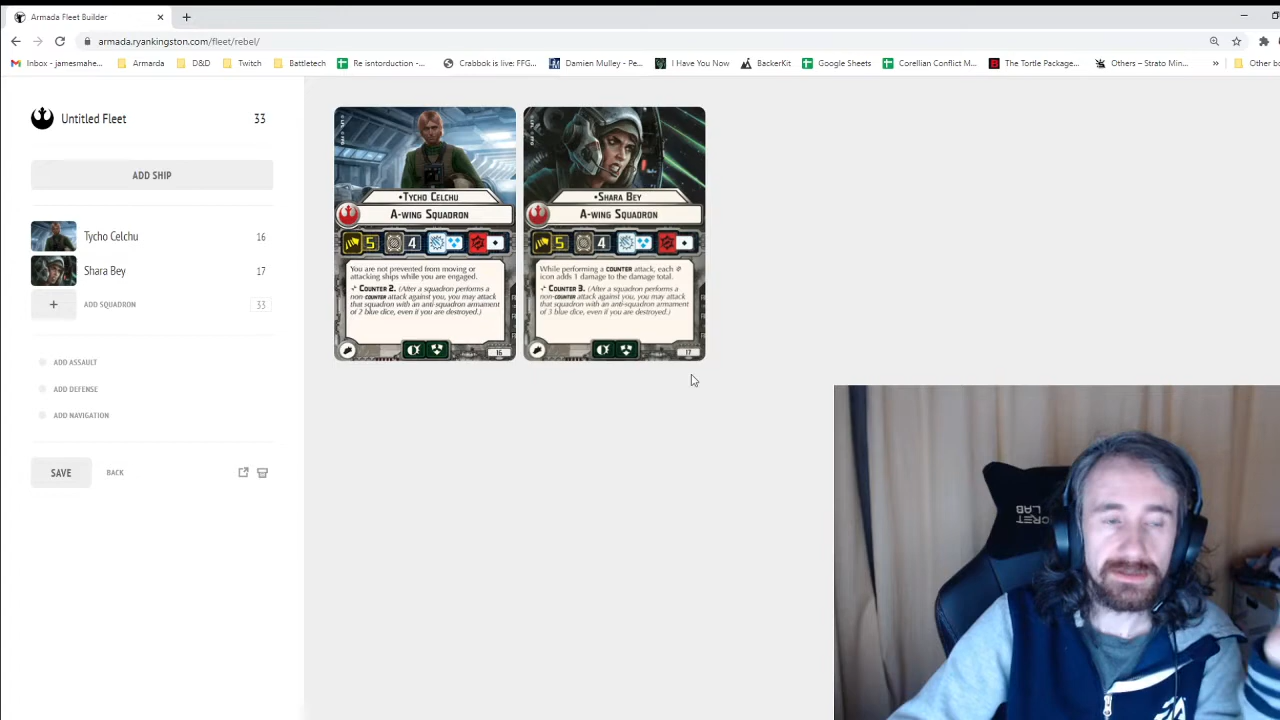 Armada Fleet Builder
armada.ryankingston.com/fleet/rebel/
Inbox - jamesmahe... Armarda D&D Twitch Battletech Re isntorduction -... Crabbok is live: FFG... Damien Mulley - Pe... I Have You Now BackerKit Google Sheets Corellian Conflict M... The Tortle Package... Others – Strato Min... » Other bo
Untitled Fleet 33
ADD SHIP
Tycho Celchu 16
Shara Bey 17
+ ADD SQUADRON 33
ADD ASSAULT
ADD DEFENSE
ADD NAVIGATION
SAVE BACK
•Tycho Celchu
A-wing Squadron
5 4
You are not prevented from moving or
attacking ships while you are engaged.
Counter 2. (After a squadron performs a
non-counter attack against you, you may attack
that squadron with an anti-squadron armament
of 2 blue dice, even if you are destroyed.)
16
•Shara Bey
A-wing Squadron
5 4
While performing a counter attack, each
icon adds 1 damage to the damage total.
Counter 3. (After a squadron performs a
non-counter attack against you, you may attack
that squadron with an anti-squadron armament
of 3 blue dice, even if you are destroyed.)
17
SECRET
LAB